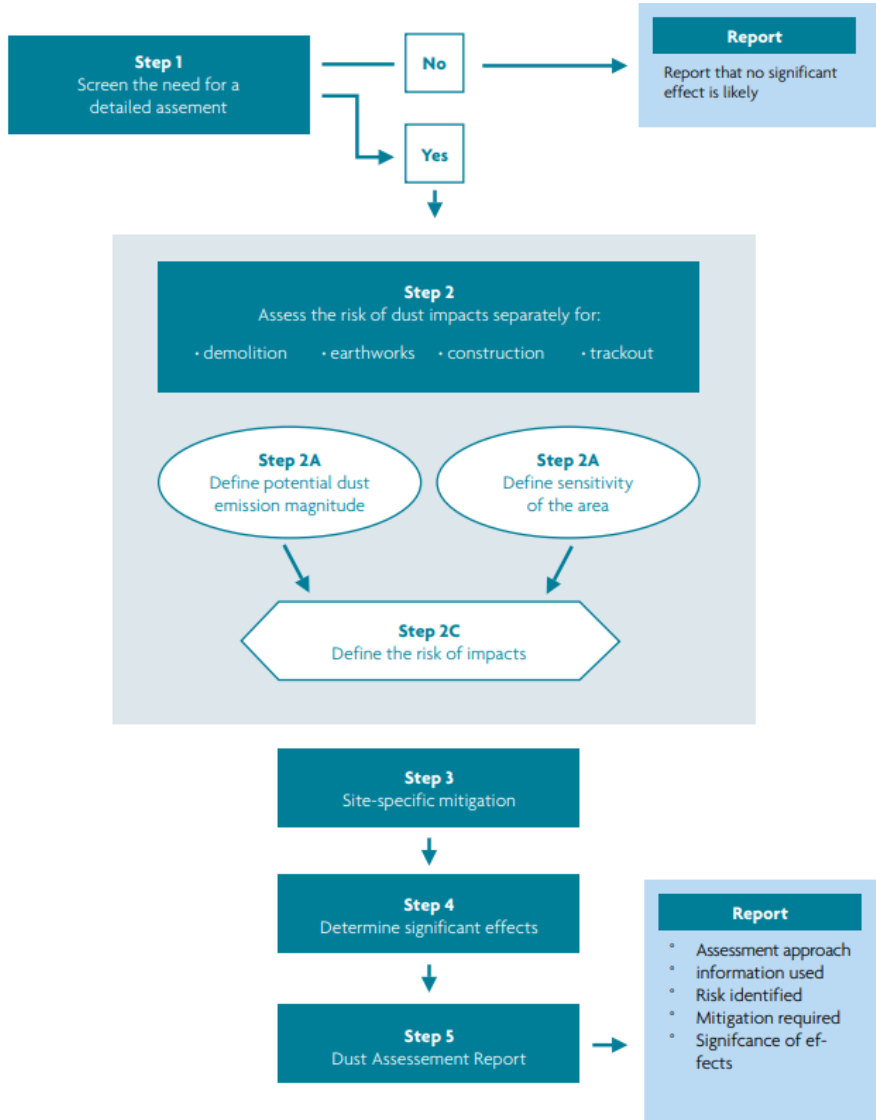 Step 1
Screen the need for a
detailed assement
No
Yes
Report
Report that no significant
effect is likely
Step 2
Assess the risk of dust impacts separately for:
• demolition • earthworks • construction • trackout
Step 2A
Define potential dust
emission magnitude
Step 2A
Define sensitivity
of the area
Step 2C
Define the risk of impacts
Step 3
Site-specific mitigation
Step 4
Determine significant effects
Step 5
Dust Assessement Report
Report
° Assessment approach
° information used
° Risk identified
° Mitigation required
° Signifcance of ef-
fects